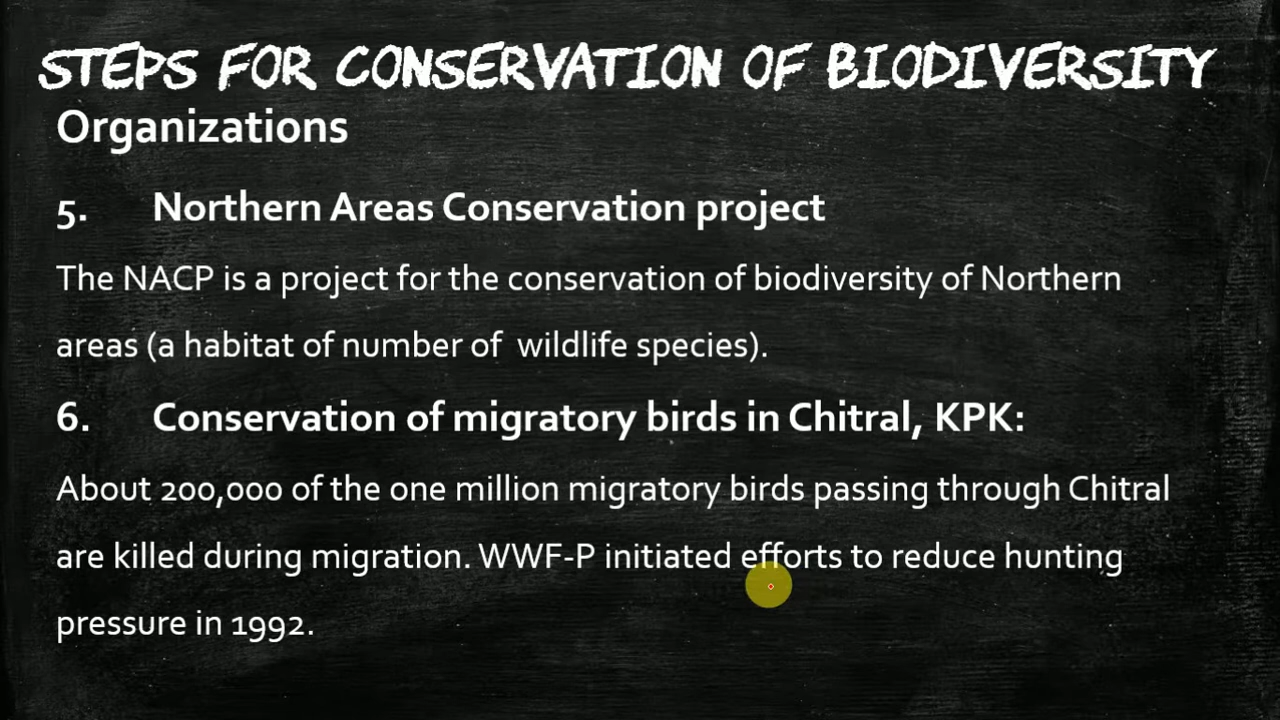 STEPS FOR CONSERVATION OF BIODIVERSITY
Organizations
5. Northern Areas Conservation project
The NACP is a project for the conservation of biodiversity of Northern
areas (a habitat of number of wildlife species).
6. Conservation of migratory birds in Chitral, KPK:
About 200,000 of the one million migratory birds passing through Chitral
are killed during migration. WWF-P initiated efforts to reduce hunting
pressure in 1992.